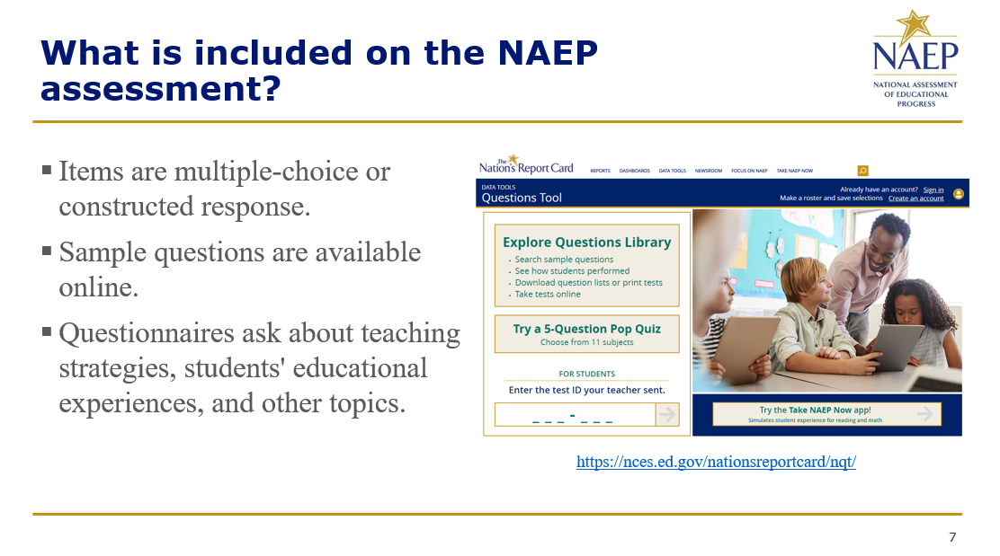 What is included on the NAEP
assessment?
NAEP
NATIONAL ASSESSMENT
OF EDUCATIONAL
PROGRESS
▪ Items are multiple-choice or
constructed response.
▪ Sample questions are available
online.
▪ Questionnaires ask about teaching
strategies, students' educational
experiences, and other topics.
The
Nation's Report Card
REPORTS DASHBOARDS DATA TOOLS NEWSROOM FOCUS ON NAEP TAKE NAEP NOW
DATA TOOLS
Questions Tool
Already have an account? Sign in
Make a roster and save selections Create an account
Explore Questions Library
• Search sample questions
• See how students performed
• Download question lists or print tests
• Take tests online
Try a 5-Question Pop Quiz
Choose from 11 subjects
FOR STUDENTS
Enter the test ID your teacher sent.
_ _ _ - _ _ _
Try the Take NAEP Now app!
Simulates student experience for reading and math
https://nces.ed.gov/nationsreportcard/nqt/
7